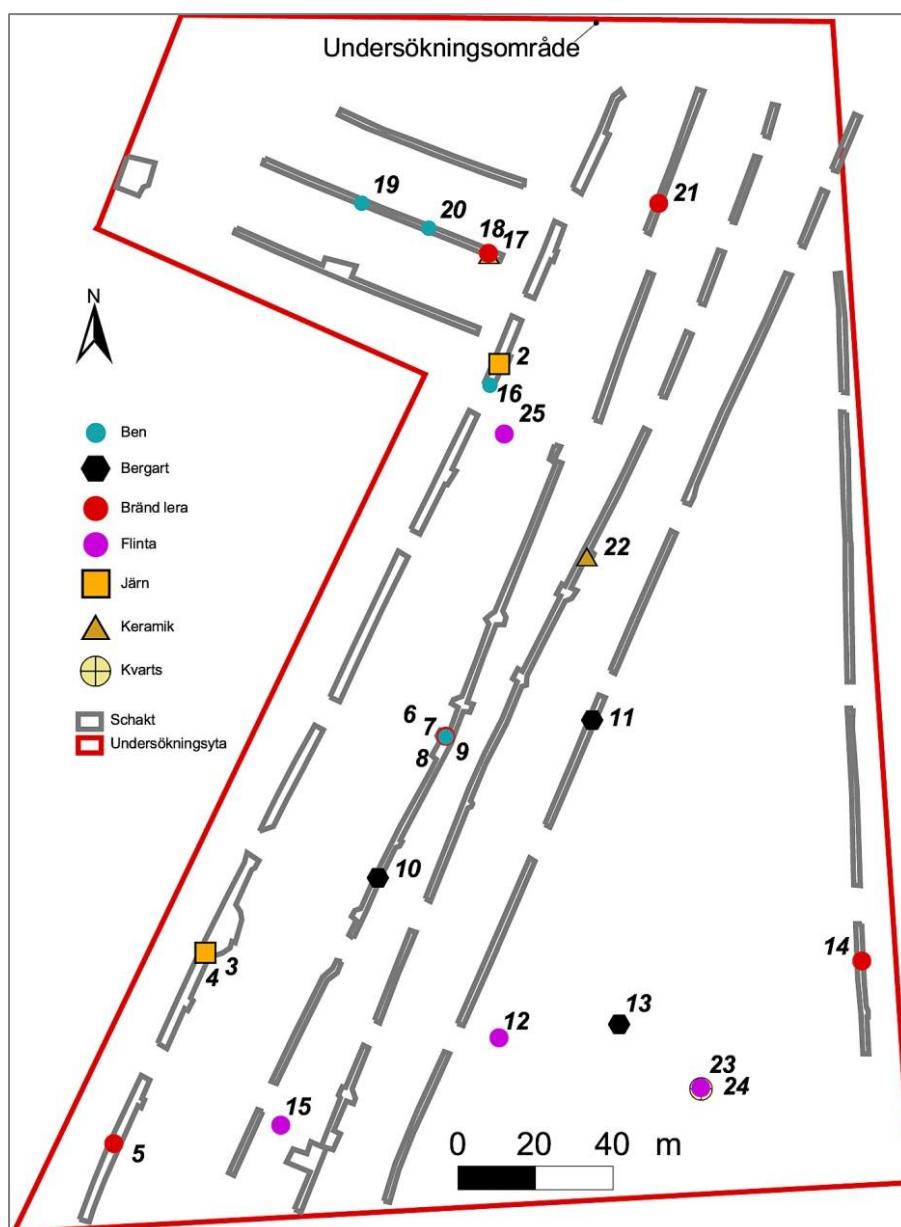 Undersökningsområde
19
20
18
17
21
N
2
16
25
Ben
Bergart
Bränd lera
Flinta
Järn
Keramik
Kvarts
Schakt
Undersökningsyta
22
6
7
8
9
11
10
4
3
14
12
13
23
24
15
5
0 20 40 m